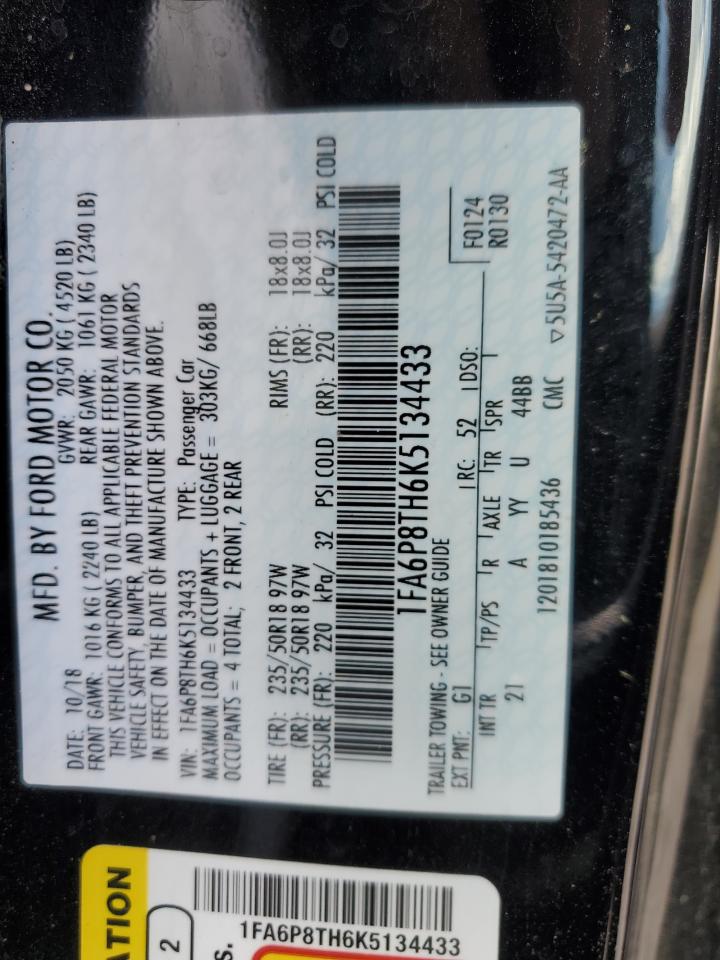 MFD. BY FORD MOTOR CO.
DATE: 10/18 GVWR: 2050 KG ( 4520 LB)
FRONT GAWR: 1016 KG ( 2240 LB) REAR GAWR: 1061 KG ( 2340 LB)
THIS VEHICLE CONFORMS TO ALL APPLICABLE FEDERAL MOTOR
VEHICLE SAFETY, BUMPER, AND THEFT PREVENTION STANDARDS
IN EFFECT ON THE DATE OF MANUFACTURE SHOWN ABOVE.
VIN: 1FA6P8TH6K5134433 TYPE: Passenger Car
MAXIMUM LOAD = OCCUPANTS + LUGGAGE = 303KG/ 668LB
OCCUPANTS = 4 TOTAL; 2 FRONT, 2 REAR
TIRE (FR): 235/50R18 97W RIMS (FR): 18x8.0J
(RR): 235/50R18 97W (RR): 18x8.0J
PRESSURE (FR): 220 kPa/ 32 PSI COLD (RR): 220 kPa/ 32 PSI COLD
1FA6P8TH6K5134433
TRAILER TOWING - SEE OWNER GUIDE F0124
EXT PNT: G1 RC: 52 DSO: R0130
INT TR TP/PS R AXLE TR SPR
21 A YY U 44BB
1201810185436 CMC ▽5U5A-5420472-AA
ATION
2
S.
1FA6P8TH6K5134433